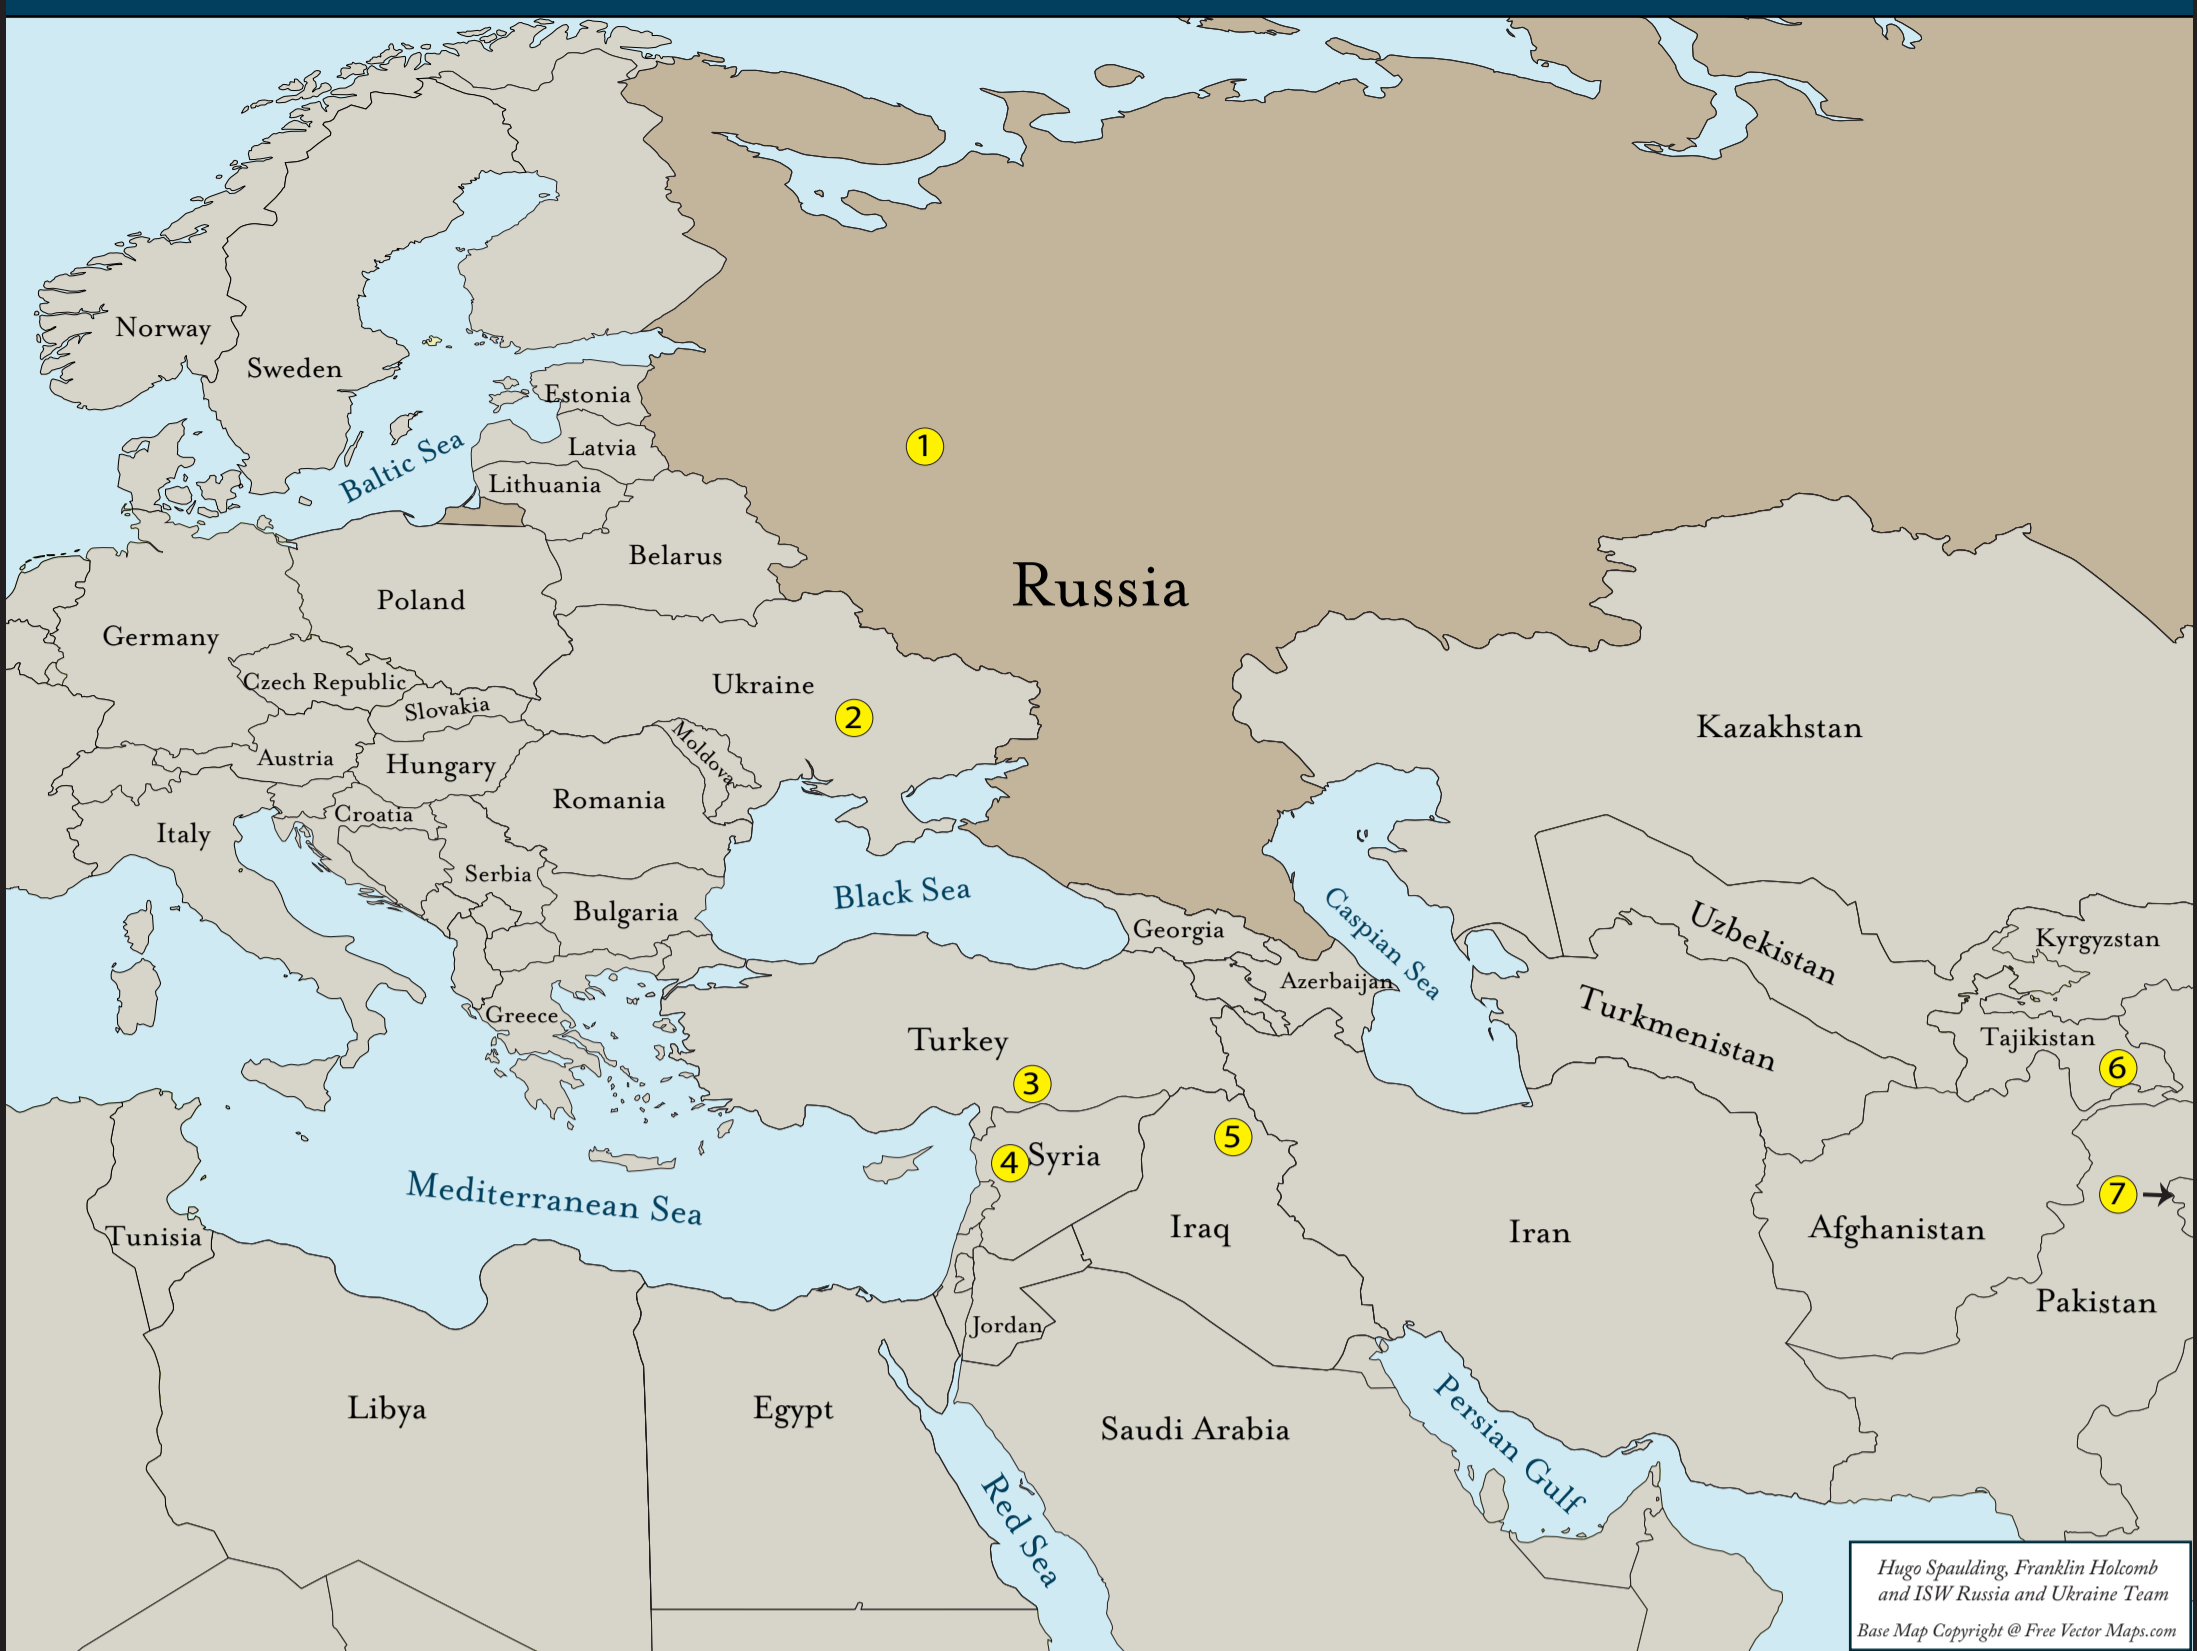 Norway
Sweden
Estonia
1
Latvia
Baltic Sea
Lithuania
Belarus
Russia
Poland
Germany
Czech Republic
Ukraine
Slovakia
2
Moldova
Kazakhstan
Austria
Hungary
Romania
Croatia
Italy
Serbia
Black Sea
Bulgaria
Georgia
Caspian Sea
Uzbekistan
Kyrgyzstan
Azerbaijan
Greece
Turkey
Turkmenistan
Tajikistan
3
6
5
4
Syria
7
Mediterranean Sea
Tunisia
Iraq
Iran
Afghanistan
Pakistan
Jordan
Libya
Egypt
Saudi Arabia
Persian Gulf
Red Sea
Hugo Spaulding, Franklin Holcomb
and ISW Russia and Ukraine Team
Base Map Copyright @ Free Vector Maps.com